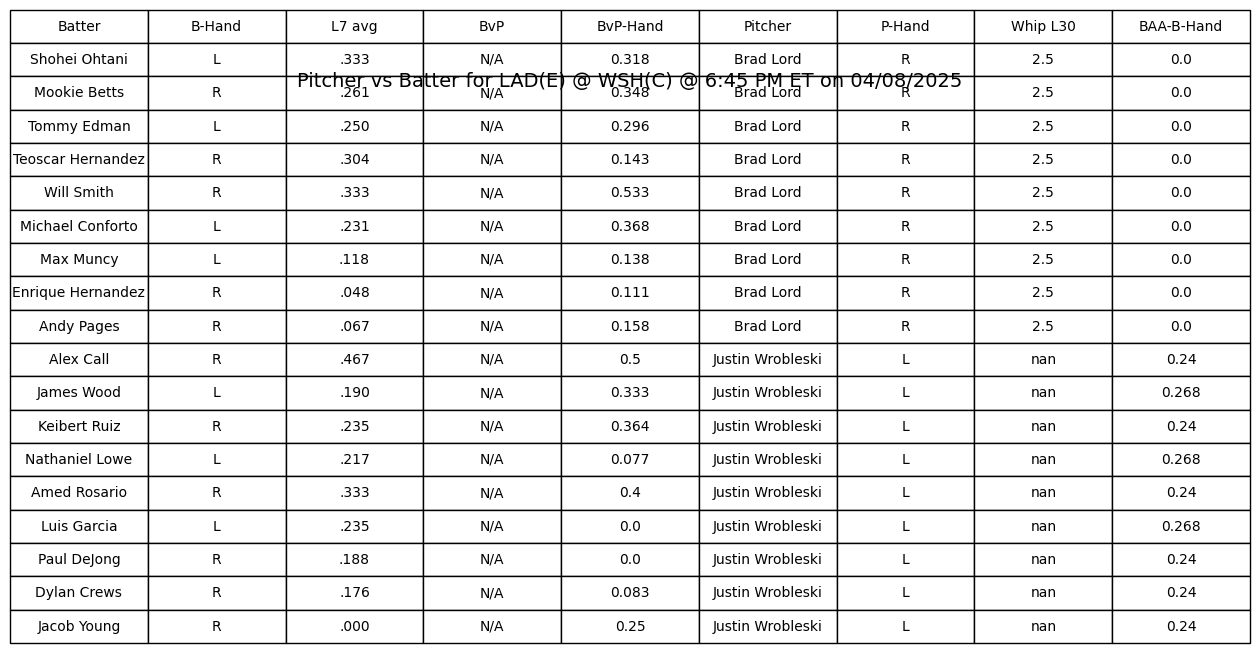 Batter B-Hand L7 avg BvP BvP-Hand Pitcher P-Hand Whip L30 BAA-B-Hand
Shohei Ohtani L .333 N/A 0.318 Brad Lord R 2.5 0.0
Pitcher vs Batter for LAD(E) @ WSH(C) @ 6:45 PM ET on 04/08/2025
Mookie Betts R .261 N/A 0.348 Brad Lord R 2.5 0.0
Tommy Edman L .250 N/A 0.296 Brad Lord R 2.5 0.0
Teoscar Hernandez R .304 N/A 0.143 Brad Lord R 2.5 0.0
Will Smith R .333 N/A 0.533 Brad Lord R 2.5 0.0
Michael Conforto L .231 N/A 0.368 Brad Lord R 2.5 0.0
Max Muncy L .118 N/A 0.138 Brad Lord R 2.5 0.0
Enrique Hernandez R .048 N/A 0.111 Brad Lord R 2.5 0.0
Andy Pages R .067 N/A 0.158 Brad Lord R 2.5 0.0
Alex Call R .467 N/A 0.5 Justin Wrobleski L nan 0.24
James Wood L .190 N/A 0.333 Justin Wrobleski L nan 0.268
Keibert Ruiz R .235 N/A 0.364 Justin Wrobleski L nan 0.24
Nathaniel Lowe L .217 N/A 0.077 Justin Wrobleski L nan 0.268
Amed Rosario R .333 N/A 0.4 Justin Wrobleski L nan 0.24
Luis Garcia L .235 N/A 0.0 Justin Wrobleski L nan 0.268
Paul DeJong R .188 N/A 0.0 Justin Wrobleski L nan 0.24
Dylan Crews R .176 N/A 0.083 Justin Wrobleski L nan 0.24
Jacob Young R .000 N/A 0.25 Justin Wrobleski L nan 0.24